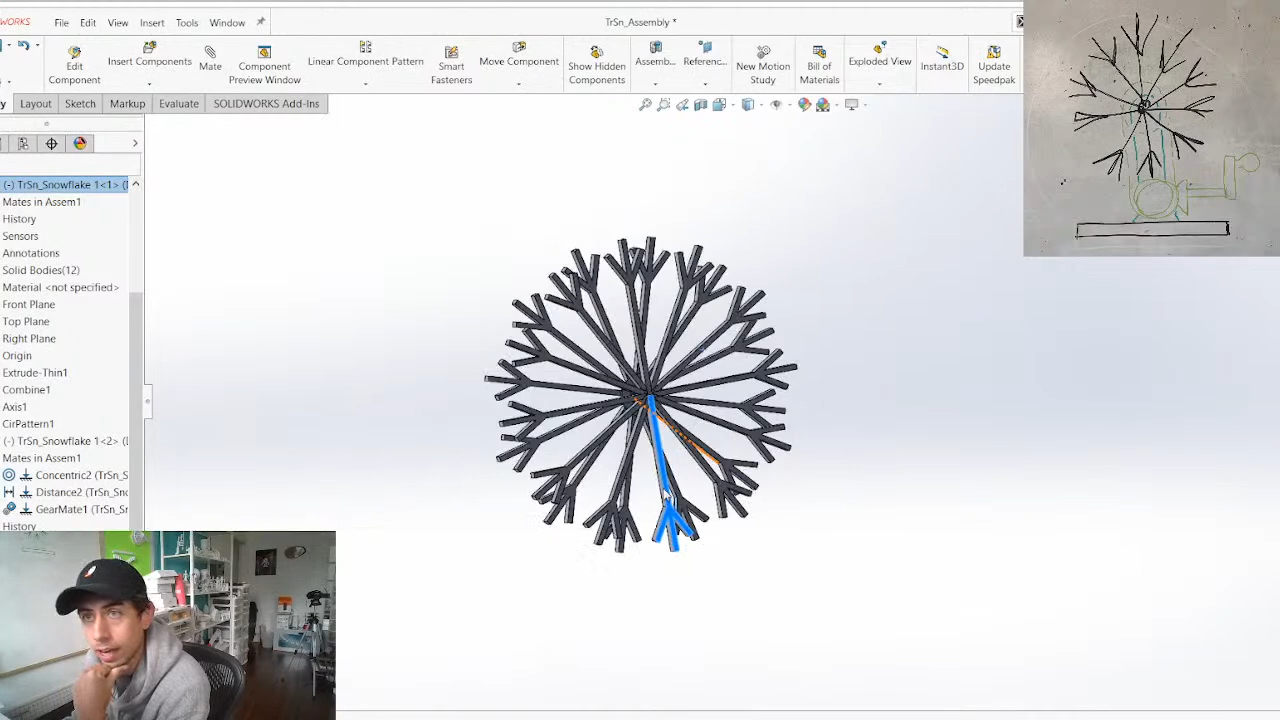 ORKS File Edit View Insert Tools Window TrSn_Assembly *
Edit Component
Insert Components
Mate
Component Preview Window
Linear Component Pattern
Smart Fasteners
Move Component
Show Hidden Components
Assemb...
Referenc...
New Motion Study
Bill of Materials
Exploded View
Instant3D
Update Speedpak
y Layout Sketch Markup Evaluate SOLIDWORKS Add-Ins
(-) TrSn_Snowflake 1<1> (
Mates in Assem1
History
Sensors
Annotations
Solid Bodies(12)
Material <not specified>
Front Plane
Top Plane
Right Plane
Origin
Extrude-Thin1
Combine1
Axis1
CirPattern1
(-) TrSn_Snowflake 1<2> (
Mates in Assem1
Concentric2 (TrSn_S
Distance2 (TrSn_Sno
GearMate1 (TrSn_Sn
History